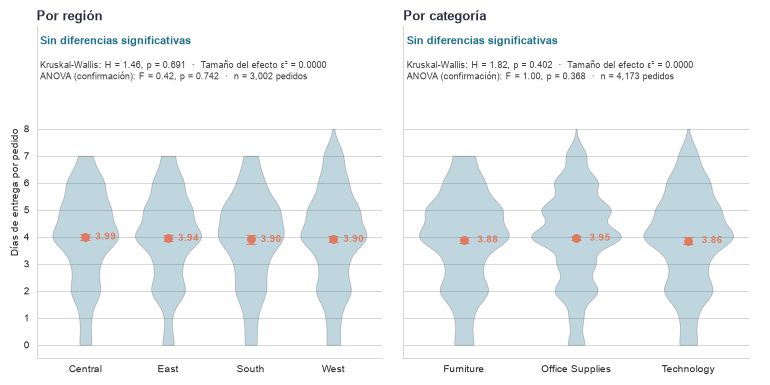 Por región
Sin diferencias significativas
Kruskal-Wallis: H = 1.46, p = 0.691 · Tamaño del efecto ε² = 0.0000
ANOVA (confirmación): F = 0.42, p = 0.742 · n = 3,002 pedidos
Días de entrega por pedido
8
7
6
5
4
3
2
1
0
3.99
3.94
3.90
3.90
Central
East
South
West
Por categoría
Sin diferencias significativas
Kruskal-Wallis: H = 1.82, p = 0.402 · Tamaño del efecto ε² = 0.0000
ANOVA (confirmación): F = 1.00, p = 0.368 · n = 4,173 pedidos
3.88
3.95
3.86
Furniture
Office Supplies
Technology